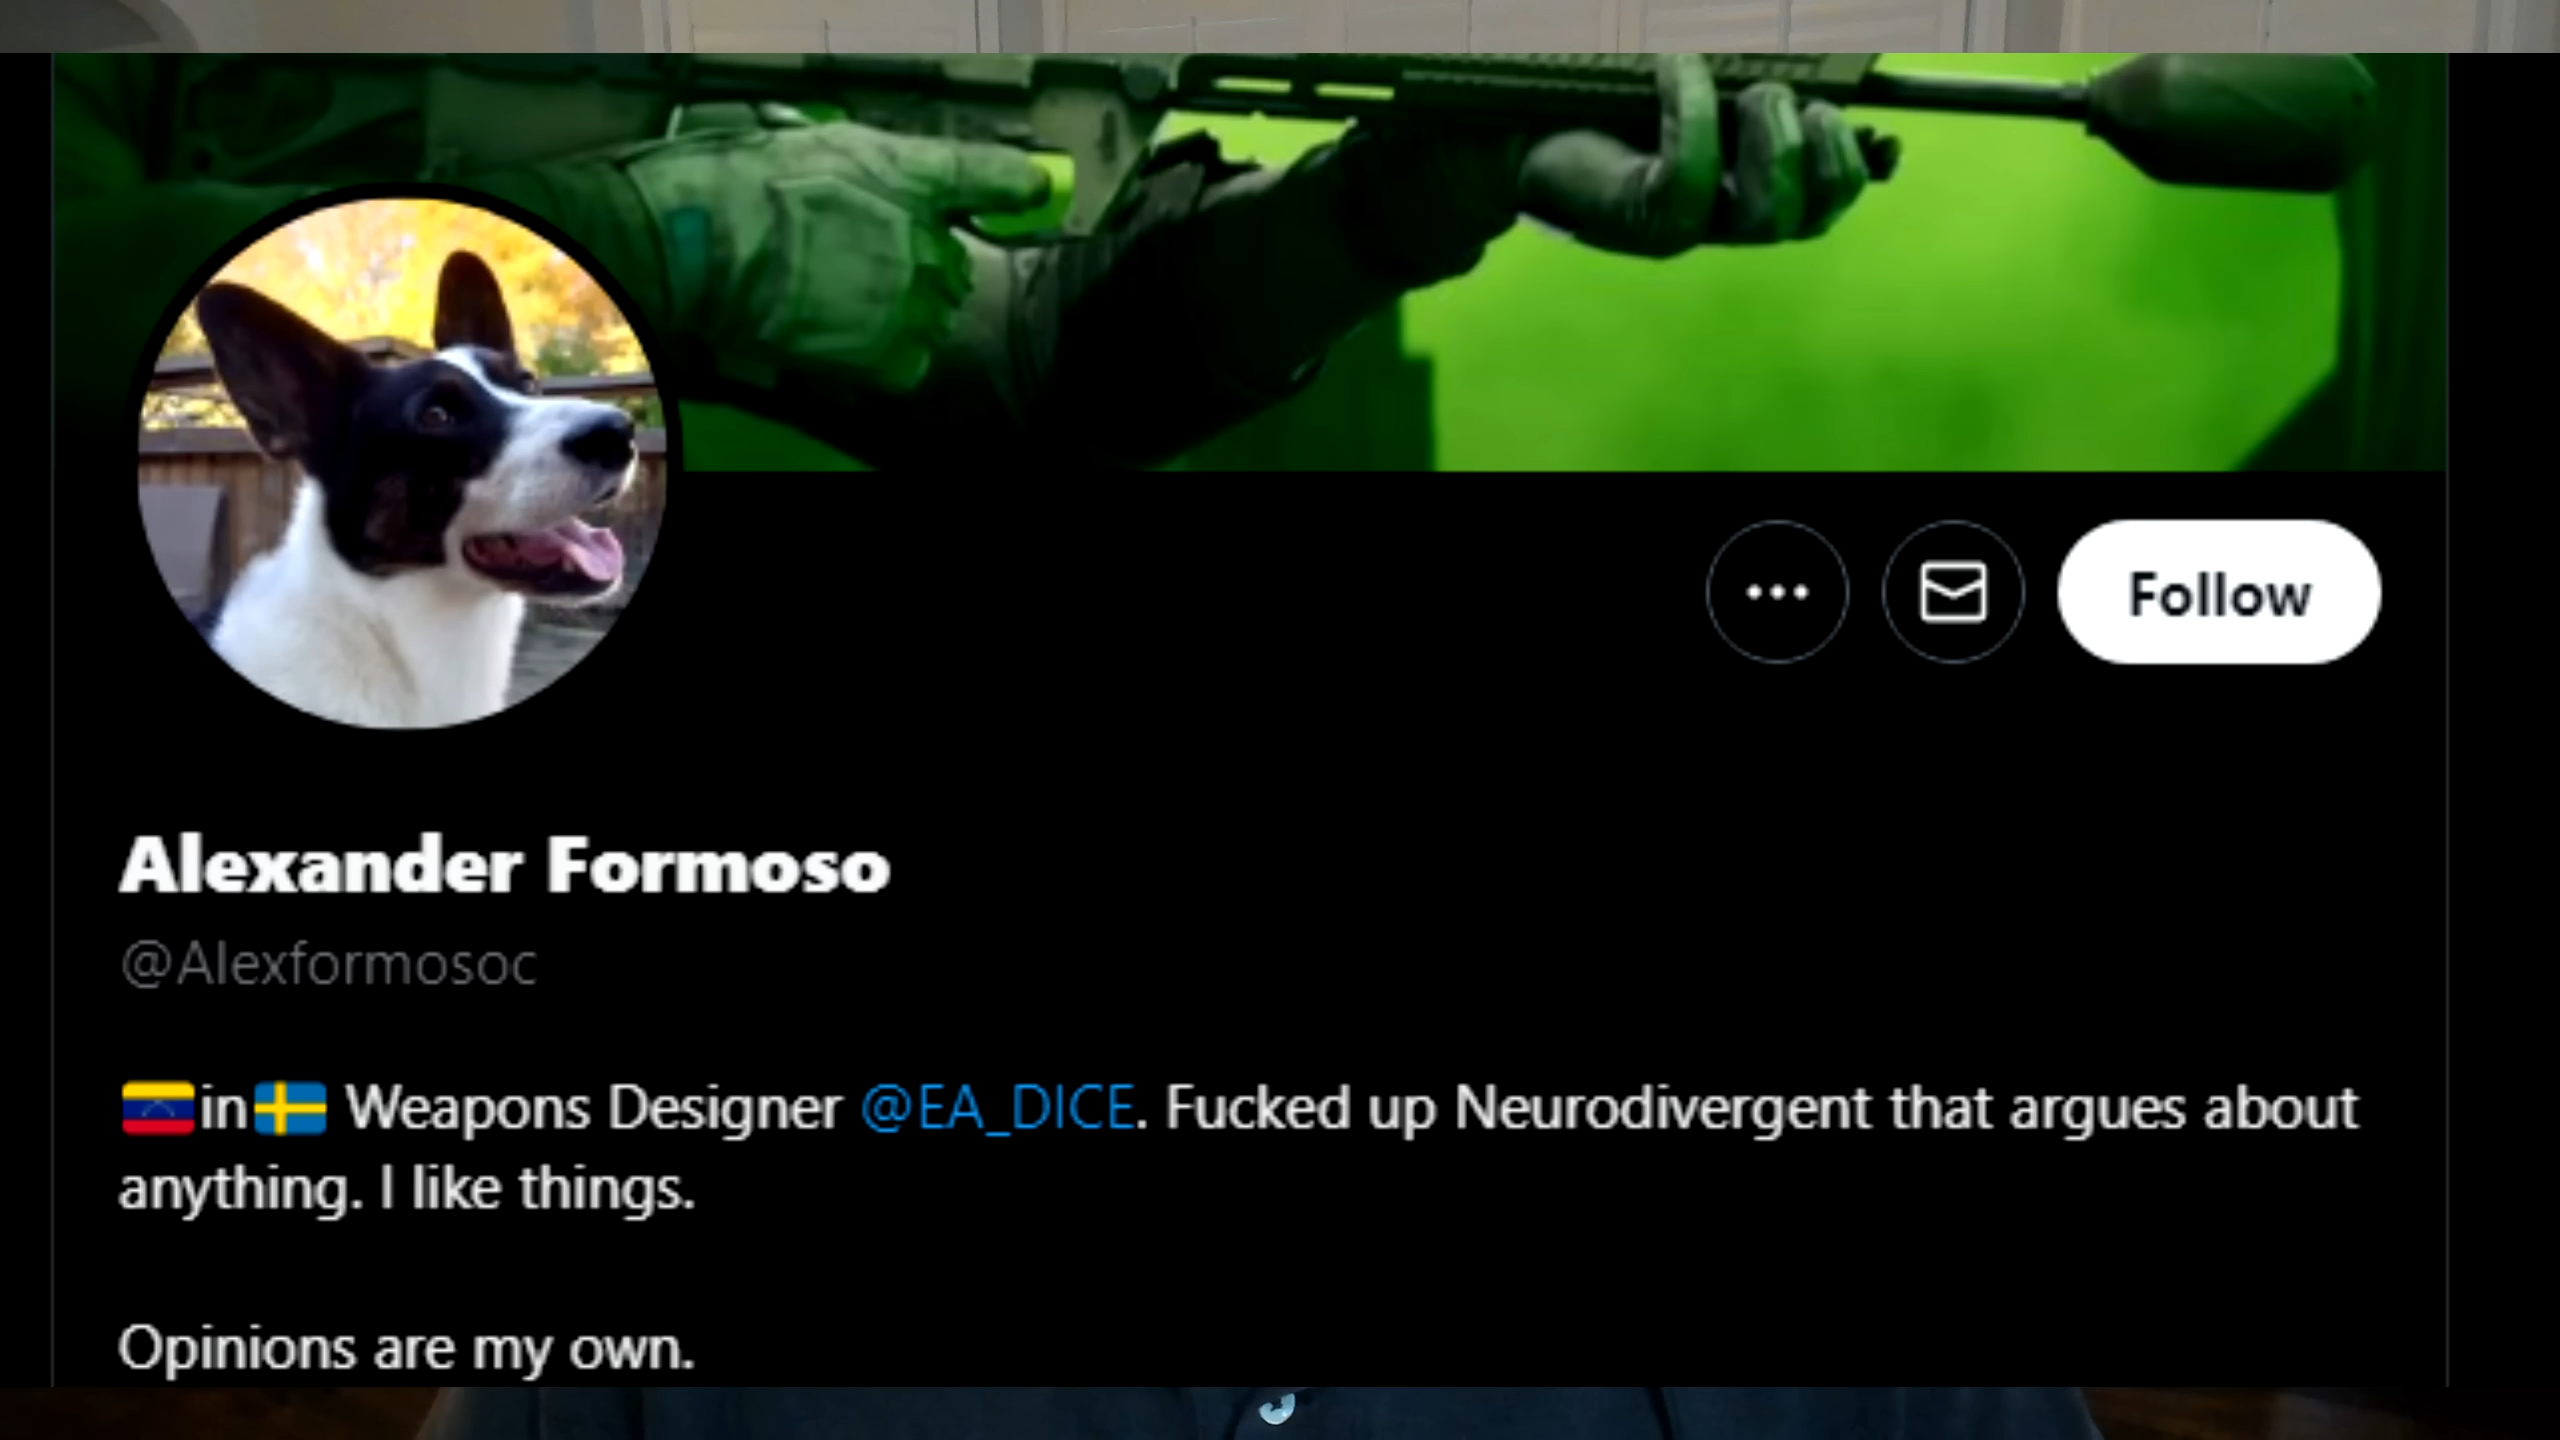 Follow
Alexander Formoso
@Alexformosoc
🇻🇪in🇸🇪 Weapons Designer @EA_DICE. Fucked up Neurodivergent that argues about
anything. I like things.
Opinions are my own.